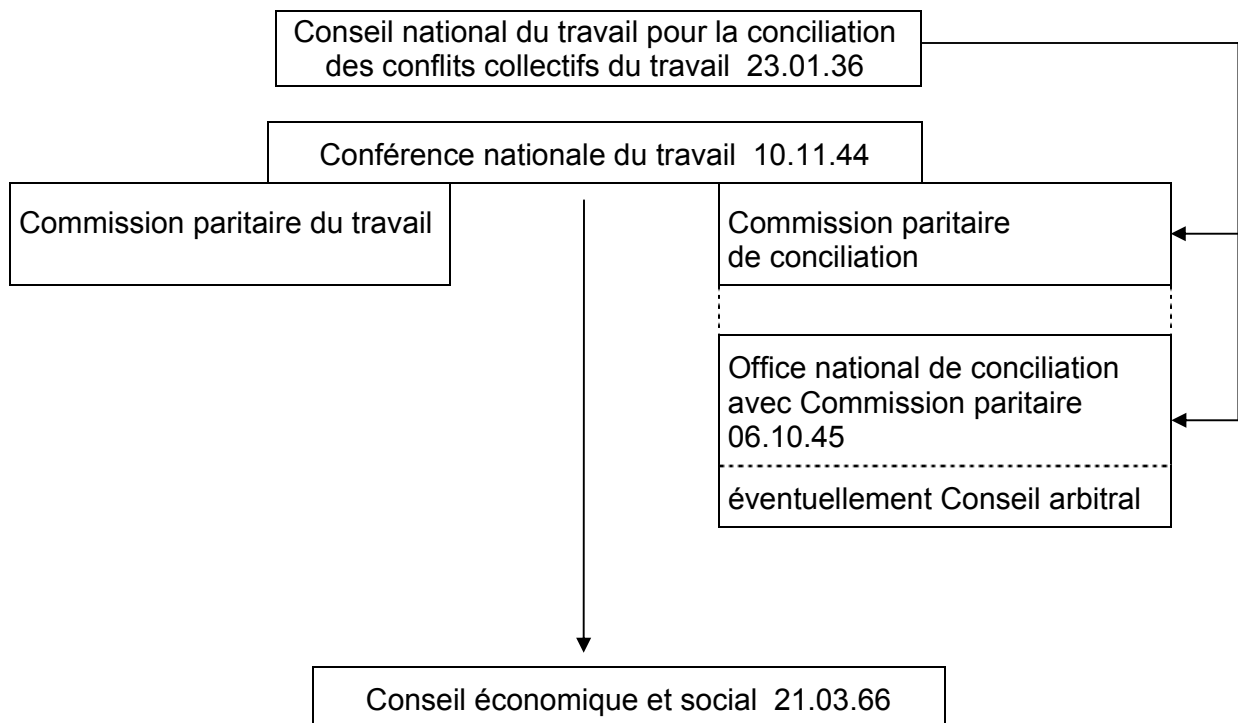 Conseil national du travail pour la conciliation
des conflits collectifs du travail 23.01.36
Conférence nationale du travail 10.11.44
Commission paritaire du travail
Commission paritaire
de conciliation
Office national de conciliation
avec Commission paritaire
06.10.45
éventuellement Conseil arbitral
Conseil économique et social 21.03.66